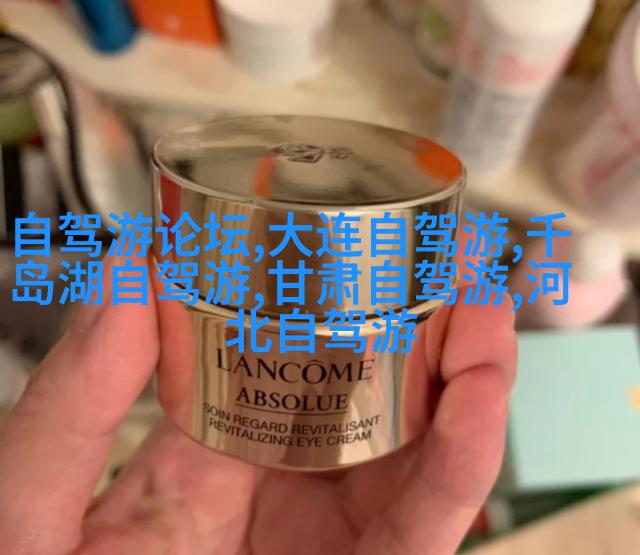 自驾游论坛,大连自驾游,千
岛湖自驾游,甘肃自驾游,河
北自驾游
LANCÔME
ABSOLUE
SOIN REGARD REVITALISANT
REVITALIZING EYE CREAM